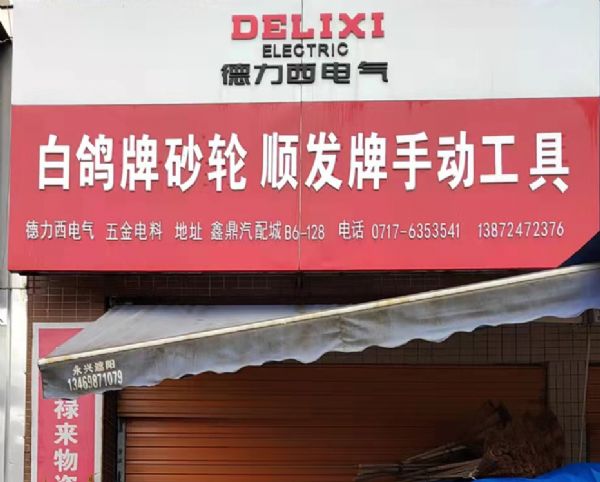 DELIXI
ELECTRIC
德力西电气
白鸽牌砂轮 顺发牌手动工具
德力西电气 五金电料 地址 鑫鼎汽配城B6-128 电话 0717-6353541 13872472376
永兴遮阳
13469871079
禄来物资